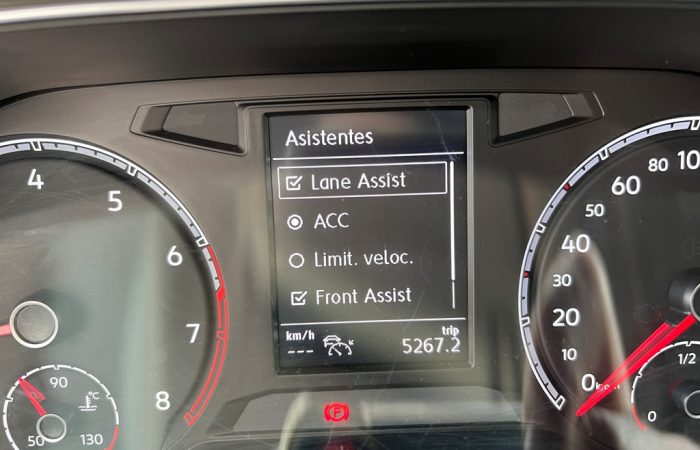 Asistentes
Lane Assist
ACC
Limit. veloc.
Front Assist
km/h
---
trip
5267.2
4
5
6
7
8
90
°C
50
130
0
10
20
30
40
50
60
80
100
1/2
0
P